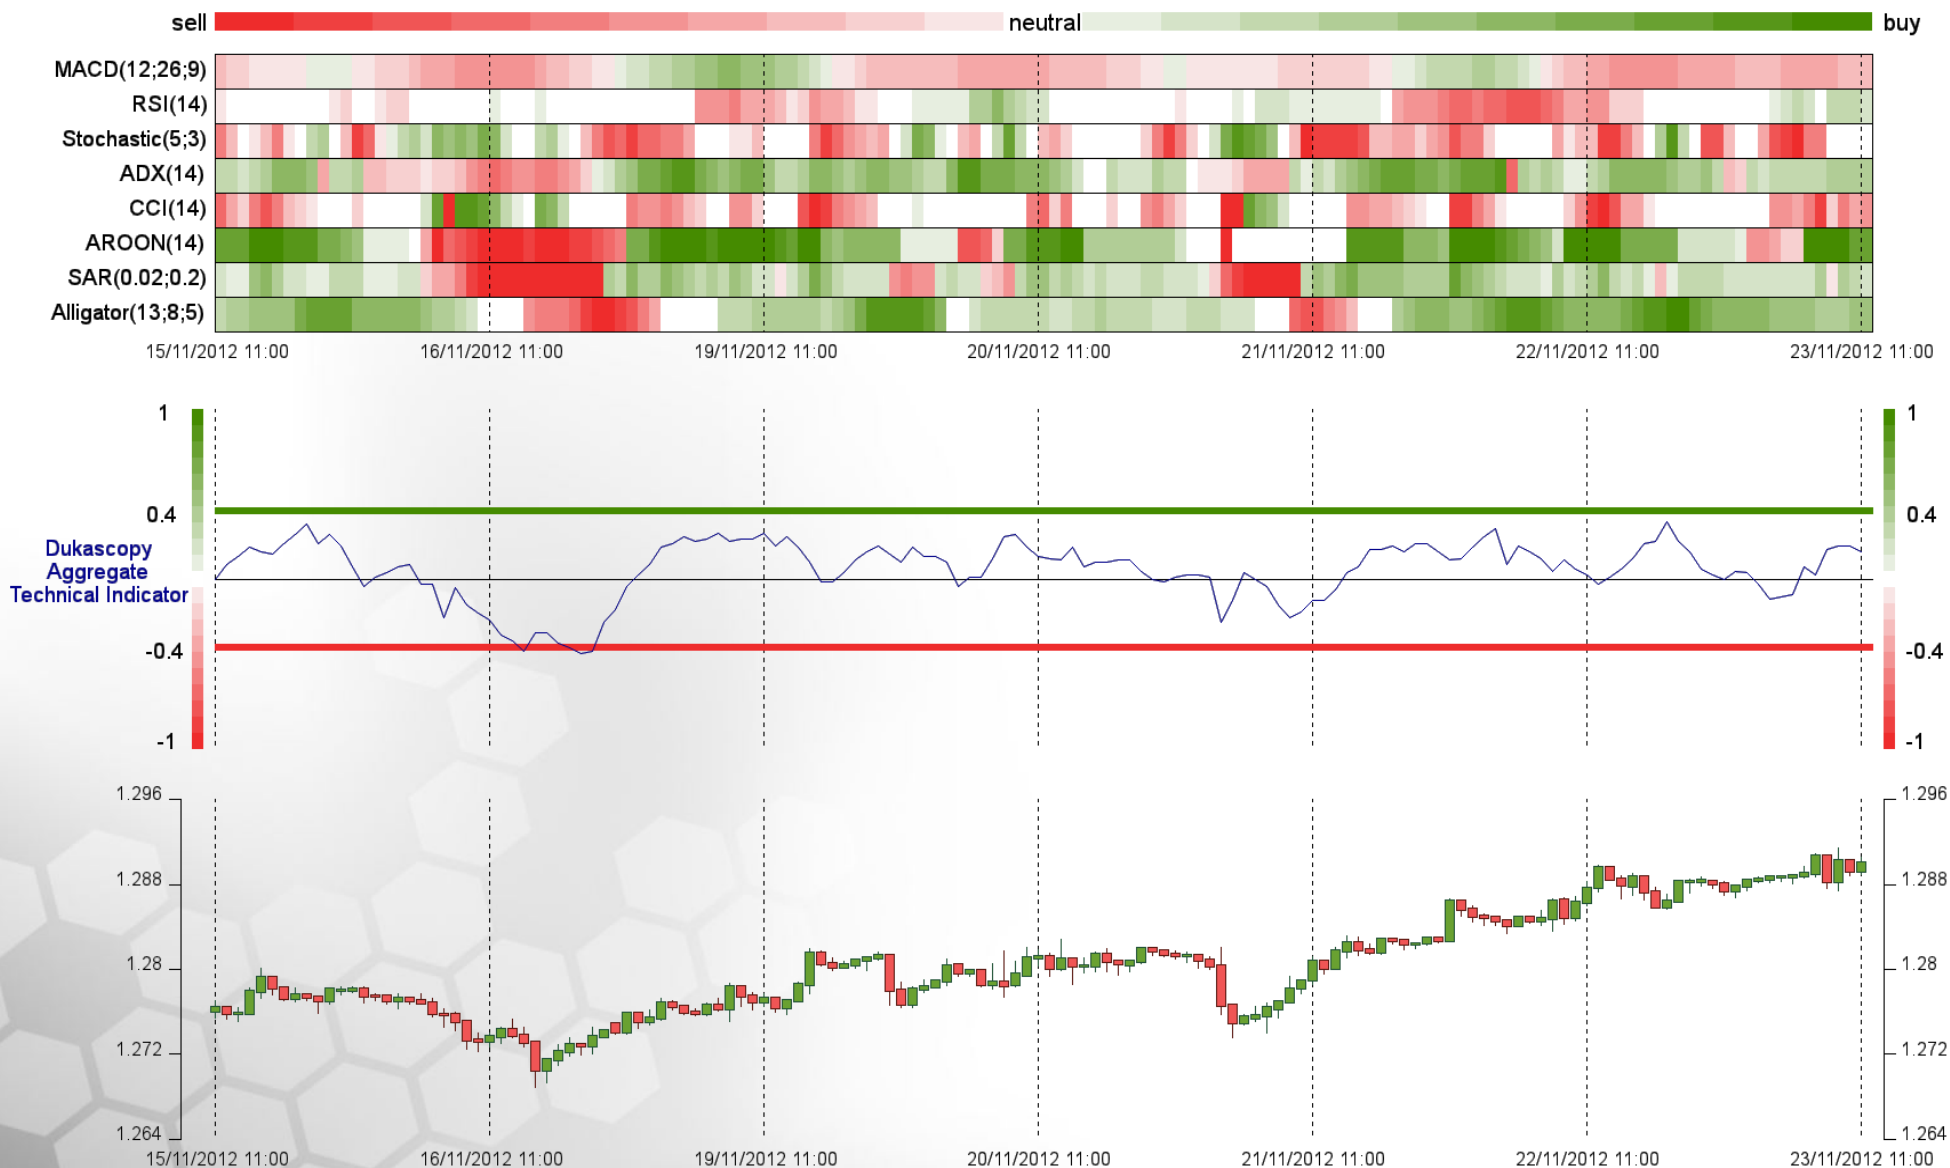 sell neutral buy
MACD(12;26;9)
RSI(14)
Stochastic(5;3)
ADX(14)
CCI(14)
AROON(14)
SAR(0.02;0.2)
Alligator(13;8;5)
15/11/2012 11:00 16/11/2012 11:00 19/11/2012 11:00 20/11/2012 11:00 21/11/2012 11:00 22/11/2012 11:00 23/11/2012 11:00
1 1
0.4 0.4
Dukascopy
Aggregate
Technical Indicator
-0.4 -0.4
-1 -1
1.296 1.296
1.288 1.288
1.28 1.28
1.272 1.272
1.264 1.264
15/11/2012 11:00 16/11/2012 11:00 19/11/2012 11:00 20/11/2012 11:00 21/11/2012 11:00 22/11/2012 11:00 23/11/2012 11:00